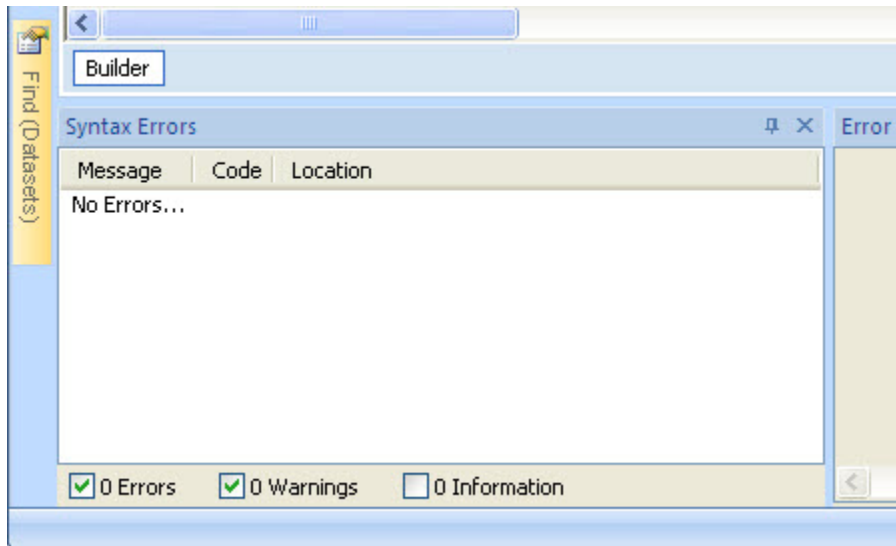 Find (Datasets)
Builder
Syntax Errors
Error
Message Code Location
No Errors...
0 Errors 0 Warnings 0 Information